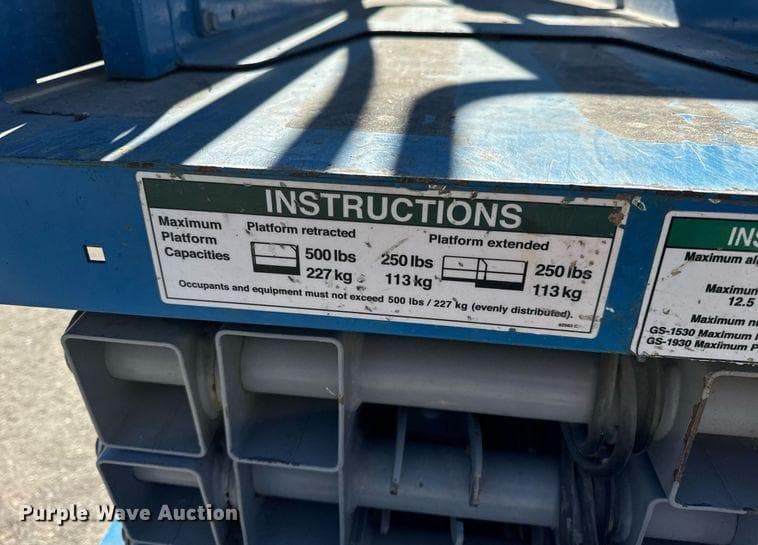 INSTRUCTIONS
Maximum Platform Capacities
Platform retracted
500 lbs
227 kg
Platform extended
250 lbs
113 kg
250 lbs
113 kg
Occupants and equipment must not exceed 500 lbs / 227 kg (evenly distributed).
INS
Maximum al
Maximum
12.5
Maximum n
GS-1530 Maximum
GS-1930 Maximum P
Purple Wave Auction